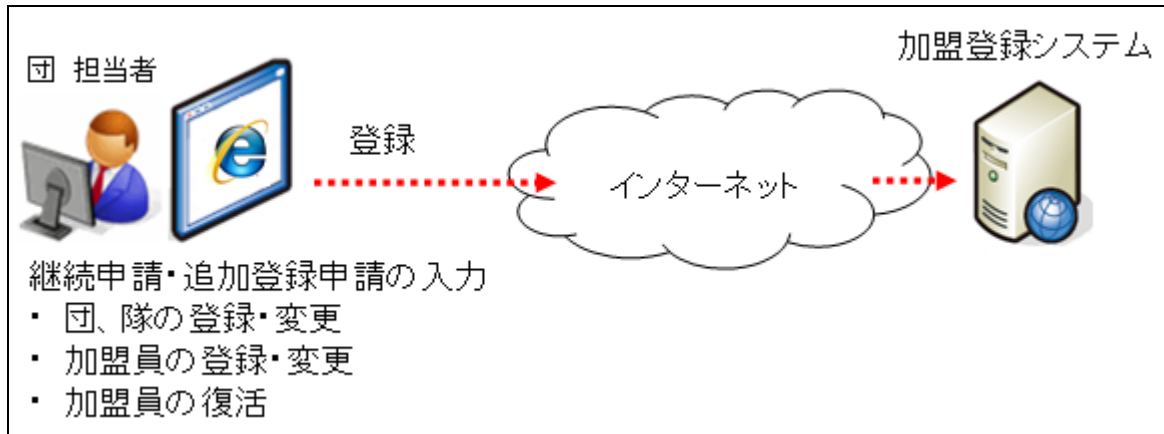 団 担当者
加盟登録システム
登録
インターネット
継続申請・追加登録申請の入力
・ 団、隊の登録・変更
・ 加盟員の登録・変更
・ 加盟員の復活